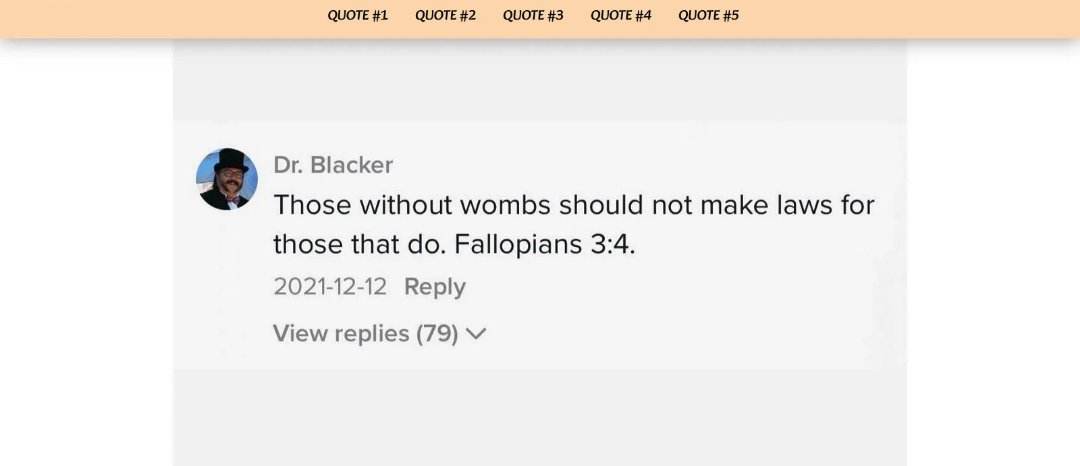 QUOTE #1 QUOTE #2 QUOTE #3 QUOTE #4 QUOTE #5
Dr. Blacker
Those without wombs should not make laws for
those that do. Fallopians 3:4.
2021-12-12 Reply
View replies (79)